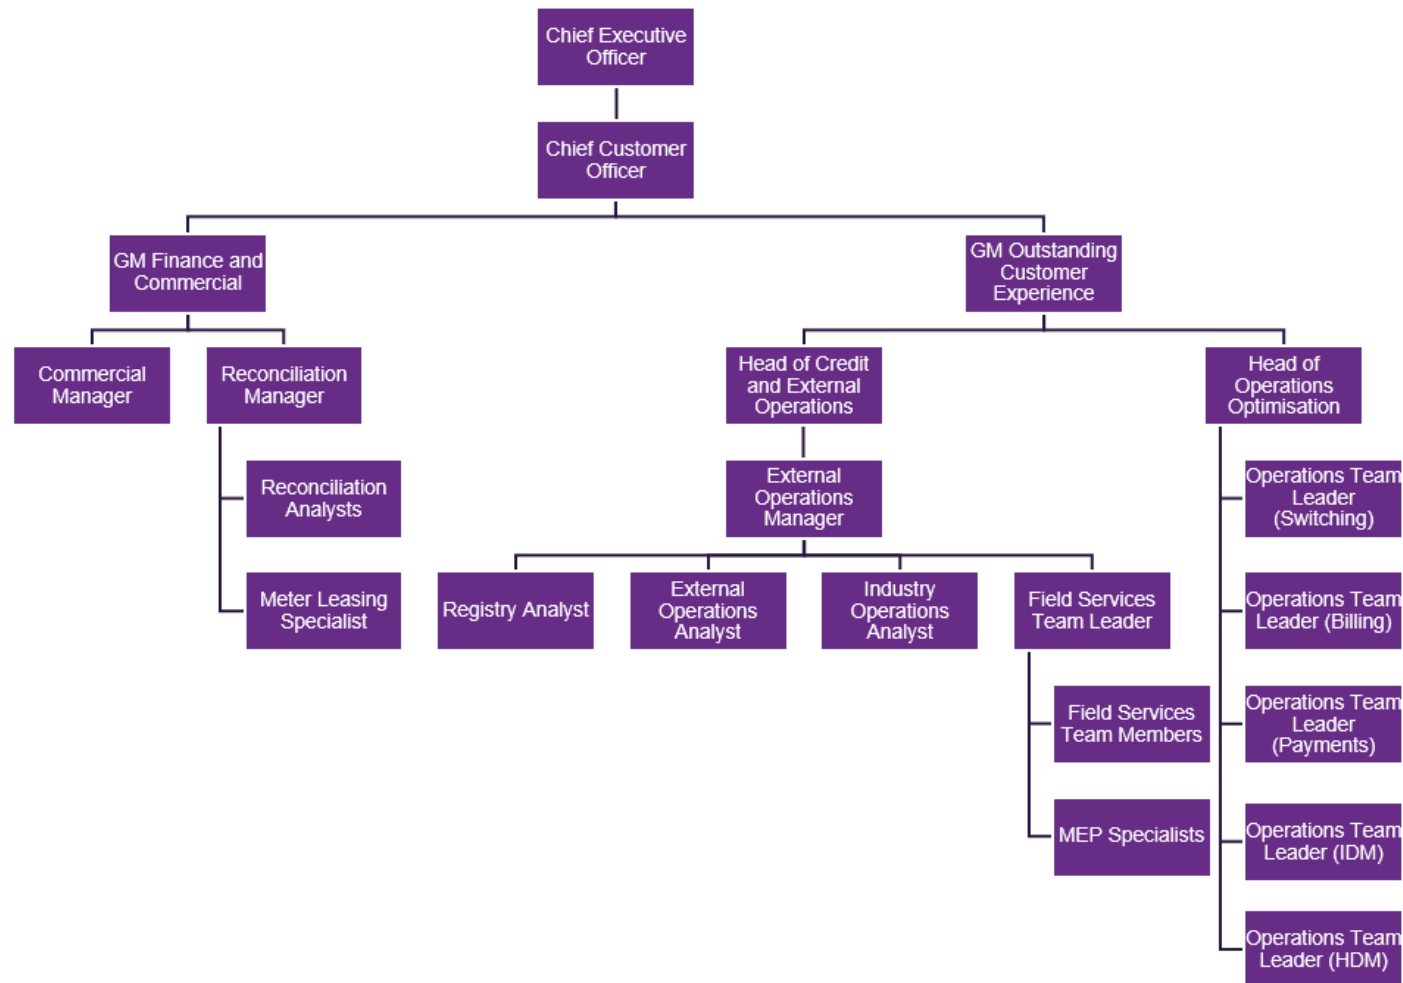 Chief Executive
Officer
Chief Customer
Officer
GM Finance and
Commercial
GM Outstanding
Customer
Experience
Commercial
Manager
Reconciliation
Manager
Head of Credit
and External
Operations
Head of
Operations
Optimisation
Reconciliation
Analysts
External
Operations
Manager
Operations Team
Leader
(Switching)
Meter Leasing
Specialist
Registry Analyst
External
Operations
Analyst
Industry
Operations
Analyst
Field Services
Team Leader
Operations Team
Leader (Billing)
Field Services
Team Members
Operations Team
Leader
(Payments)
MEP Specialists
Operations Team
Leader (IDM)
Operations Team
Leader (HDM)